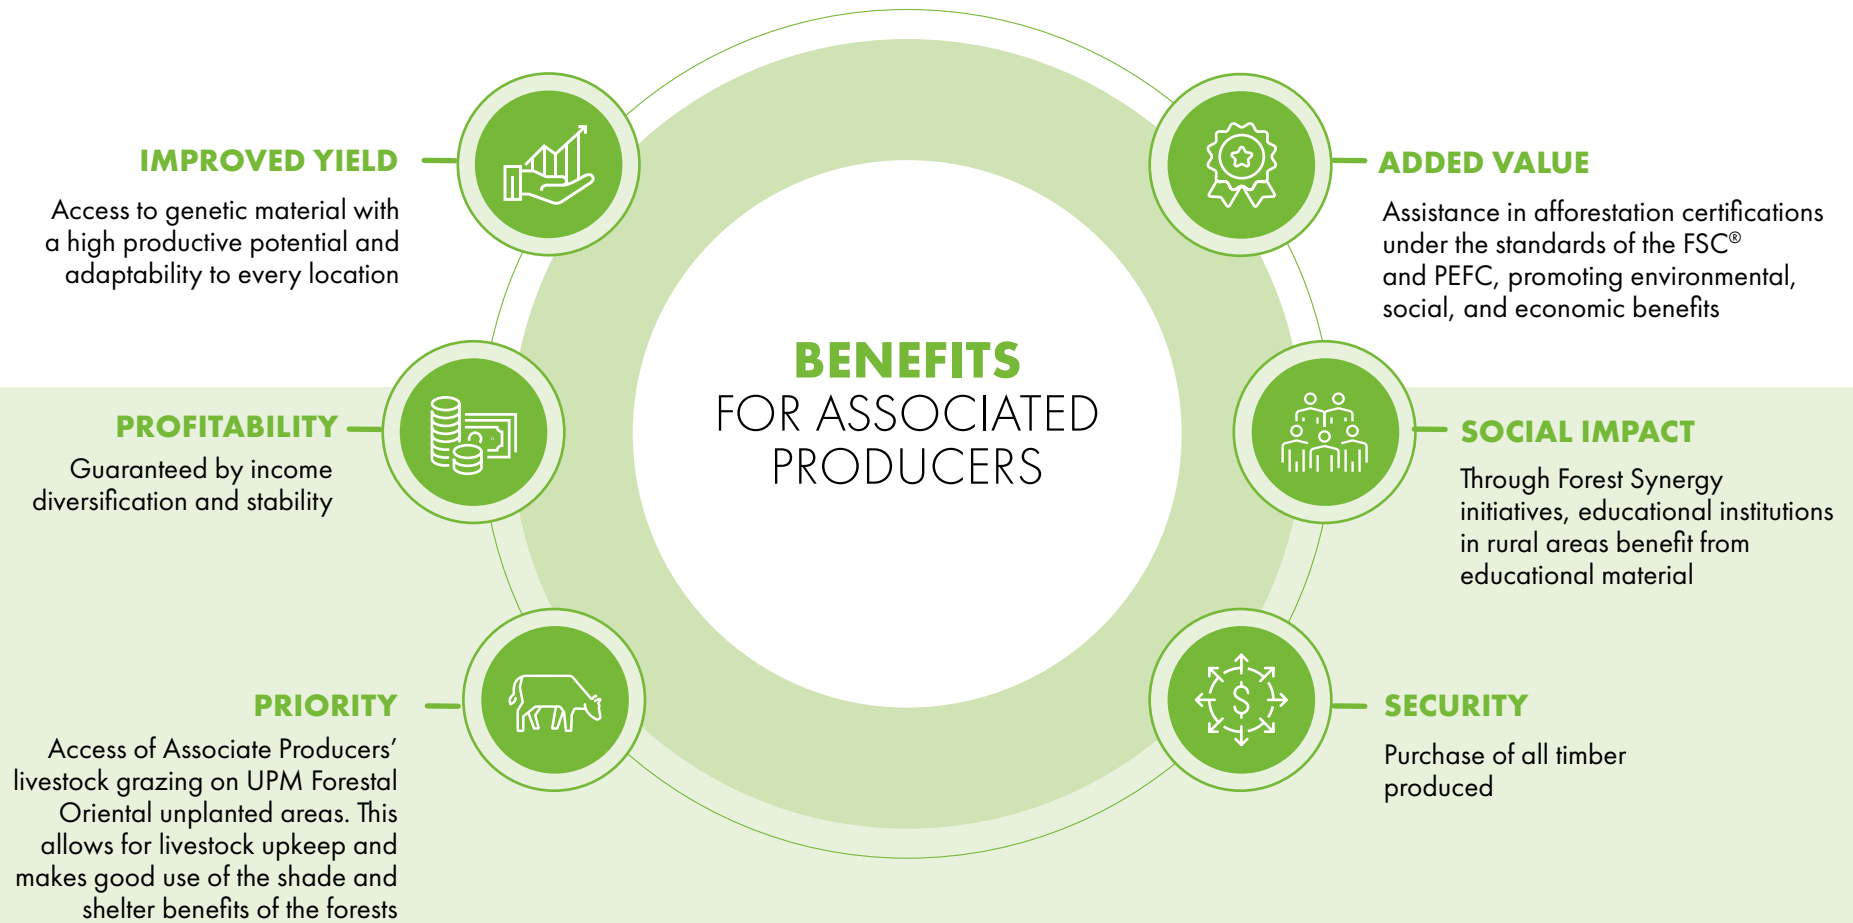 BENEFITS
FOR ASSOCIATED
PRODUCERS
IMPROVED YIELD
Access to genetic material with
a high productive potential and
adaptability to every location
PROFITABILITY
Guaranteed by income
diversification and stability
PRIORITY
Access of Associate Producers’
livestock grazing on UPM Forestal
Oriental unplanted areas. This
allows for livestock upkeep and
makes good use of the shade and
shelter benefits of the forests
ADDED VALUE
Assistance in afforestation certifications
under the standards of the FSC®
and PEFC, promoting environmental,
social, and economic benefits
SOCIAL IMPACT
Through Forest Synergy
initiatives, educational institutions
in rural areas benefit from
educational material
$
SECURITY
Purchase of all timber
produced